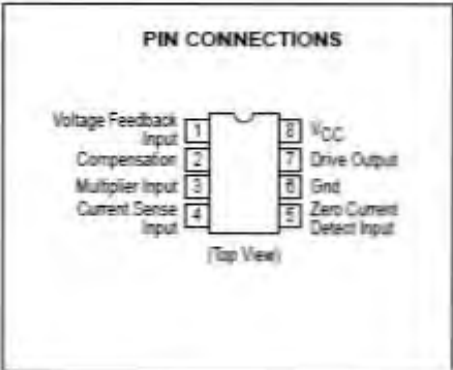 PIN CONNECTIONS
Voltage Feedback
Input
1
Compensation
2
Multiplier Input
3
Current Sense
Input
4
8
VCC
7
Drive Output
6
Gnd
5
Zero Current
Detect Input
(Top View)